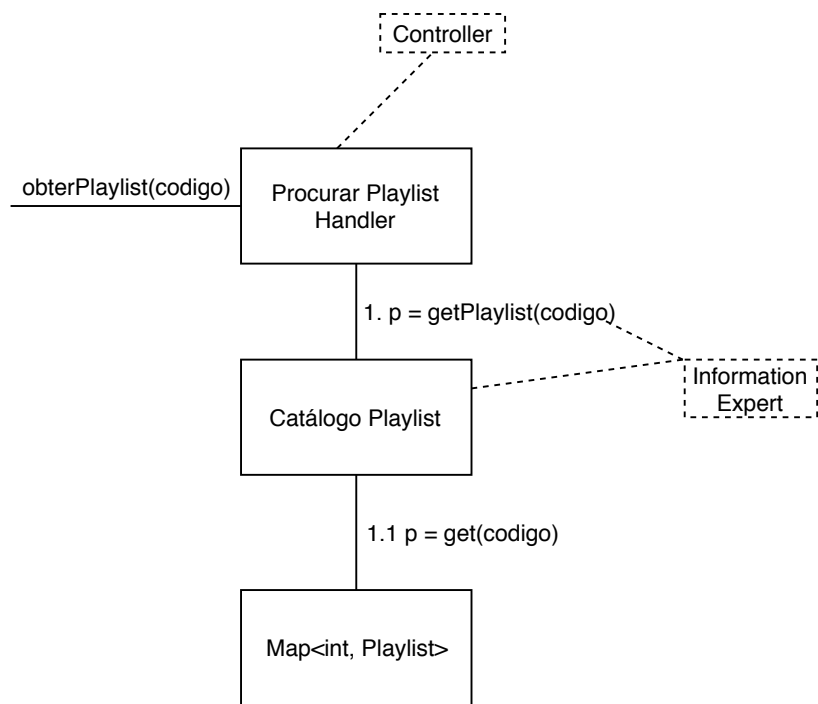 Controller
obterPlaylist(codigo)
Procurar Playlist
Handler
1. p = getPlaylist(codigo)
Information
Expert
Catálogo Playlist
1.1 p = get(codigo)
Map<int, Playlist>